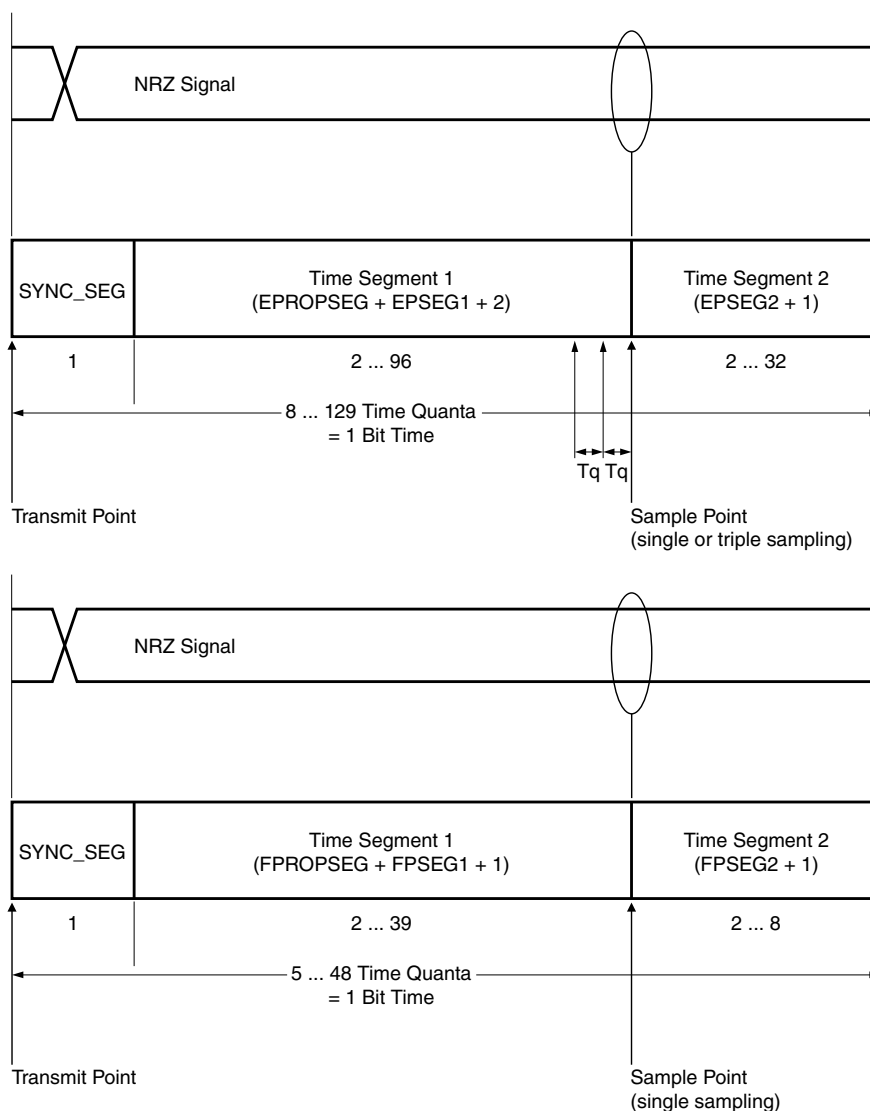 NRZ Signal
SYNC_SEG
Time Segment 1
(EPROPSEG + EPSEG1 + 2)
Time Segment 2
(EPSEG2 + 1)
1
2 ... 96
2 ... 32
8 ... 129 Time Quanta
= 1 Bit Time
Tq Tq
Transmit Point
Sample Point
(single or triple sampling)
NRZ Signal
SYNC_SEG
Time Segment 1
(FPROPSEG + FPSEG1 + 1)
Time Segment 2
(FPSEG2 + 1)
1
2 ... 39
2 ... 8
5 ... 48 Time Quanta
= 1 Bit Time
Transmit Point
Sample Point
(single sampling)